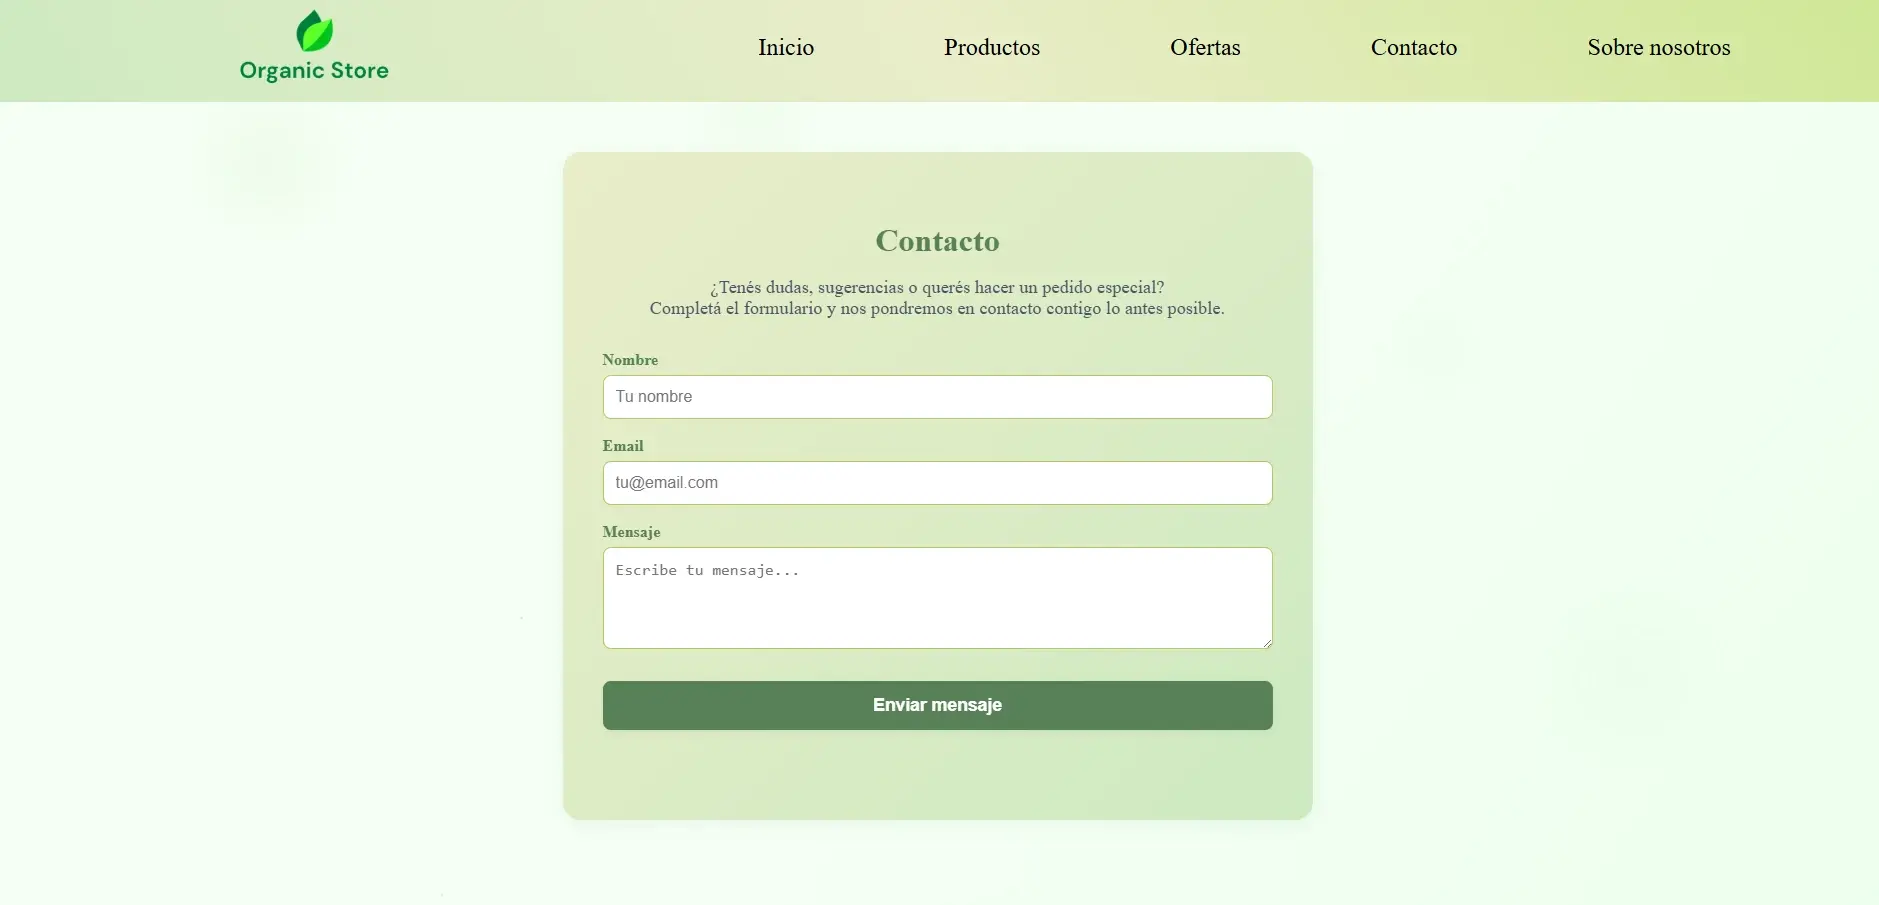 Organic Store
Inicio
Productos
Ofertas
Contacto
Sobre nosotros
Contacto
¿Tenés dudas, sugerencias o querés hacer un pedido especial?
Completá el formulario y nos pondremos en contacto contigo lo antes posible.
Nombre
Tu nombre
Email
tu@email.com
Mensaje
Escribe tu mensaje...
Enviar mensaje